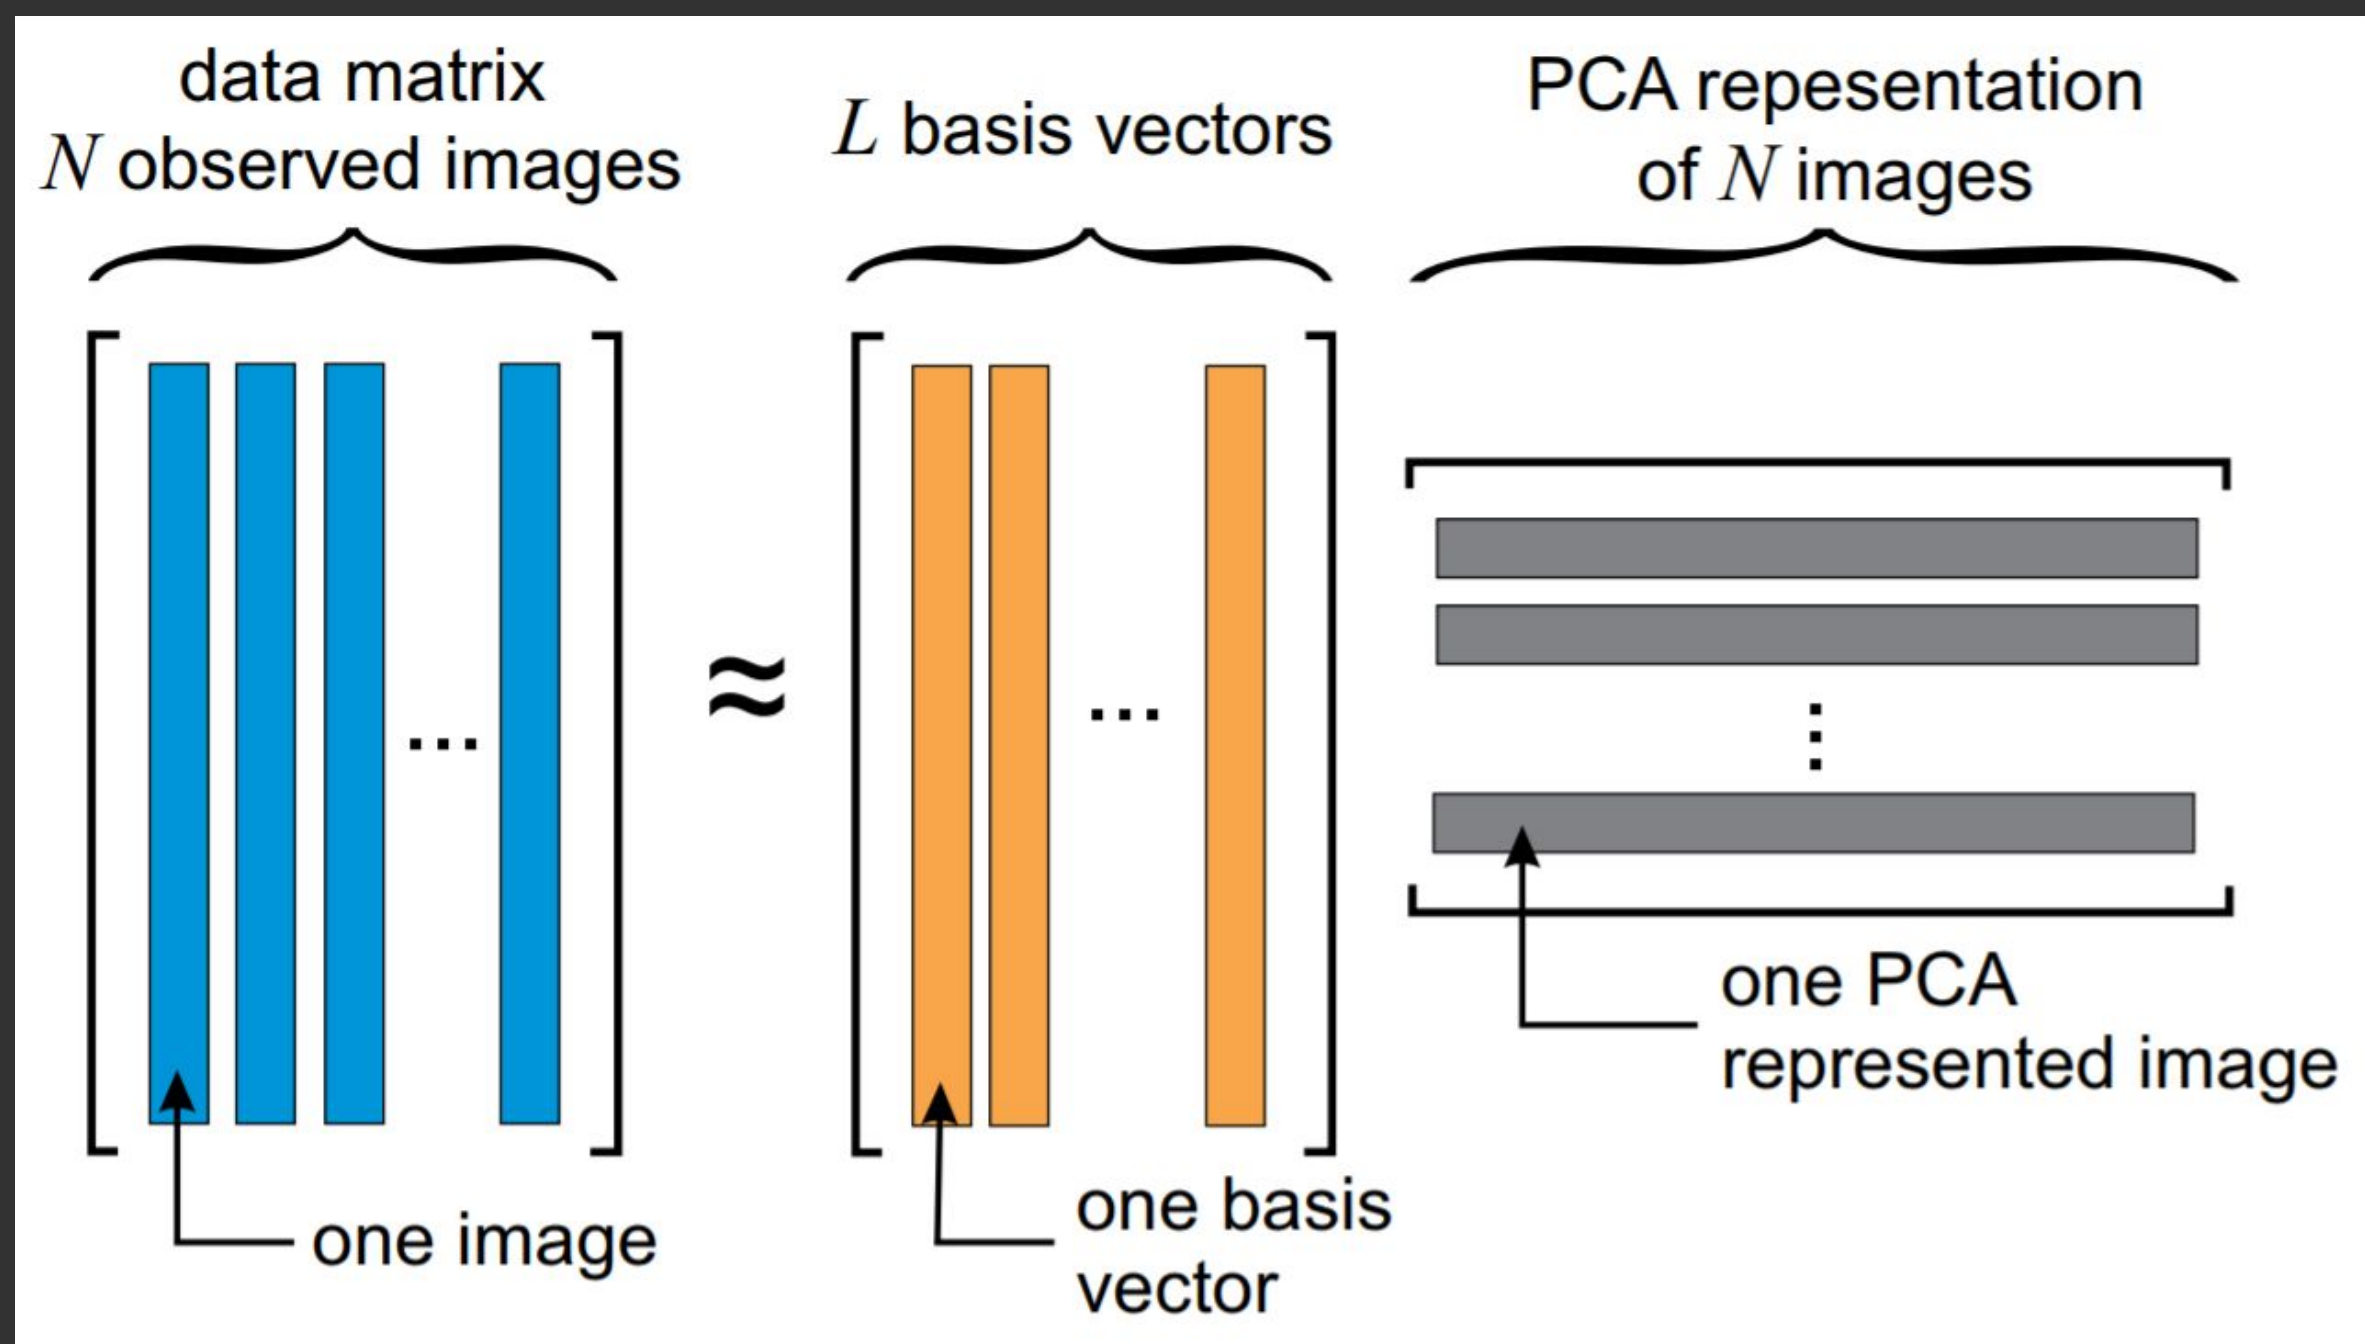 data matrix
N observed images
L basis vectors
PCA repesentation
of N images
...
≈
...
⋮
one image
one basis
vector
one PCA
represented image